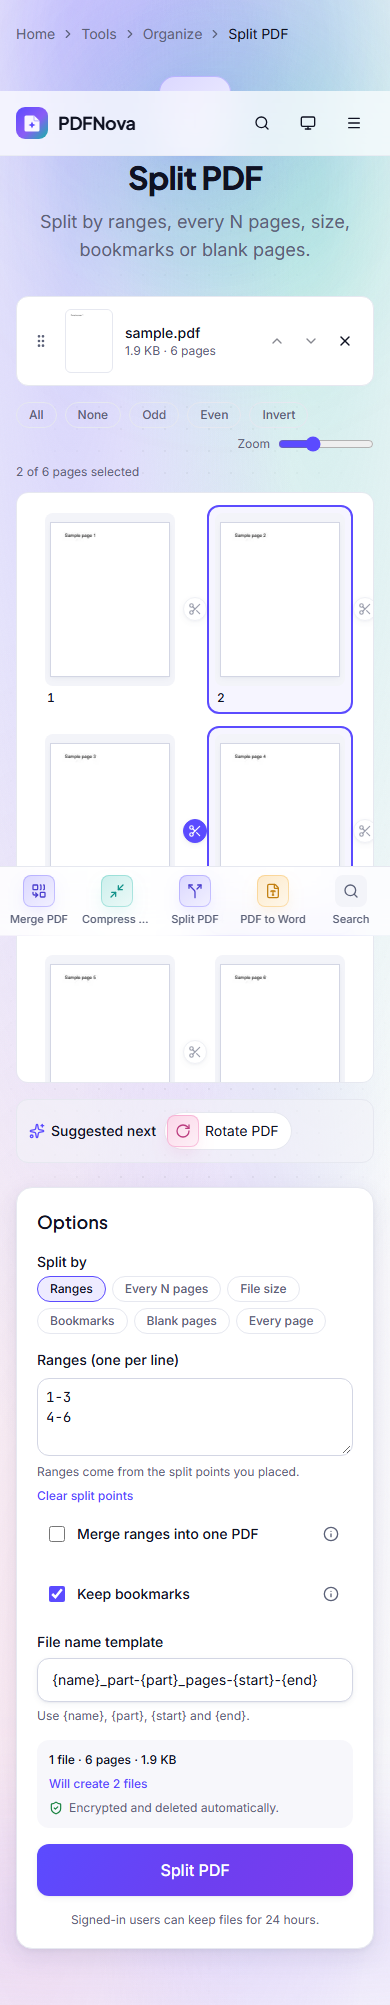 Home > Tools > Organize > Split PDF
PDFNova
Split PDF
Split by ranges, every N pages, size,
bookmarks or blank pages.
sample.pdf
1.9 KB · 6 pages
All None Odd Even Invert
Zoom
2 of 6 pages selected
Sample page 1 Sample page 2
1 2
Sample page 3 Sample page 4
Merge PDF Compress ... Split PDF PDF to Word Search
Sample page 5 Sample page 6
Suggested next Rotate PDF
Options
Split by
Ranges Every N pages File size
Bookmarks Blank pages Every page
Ranges (one per line)
1-3
4-6
Ranges come from the split points you placed.
Clear split points
Merge ranges into one PDF
Keep bookmarks
File name template
{name}_part-{part}_pages-{start}-{end}
Use {name}, {part}, {start} and {end}.
1 file · 6 pages · 1.9 KB
Will create 2 files
Encrypted and deleted automatically.
Split PDF
Signed-in users can keep files for 24 hours.